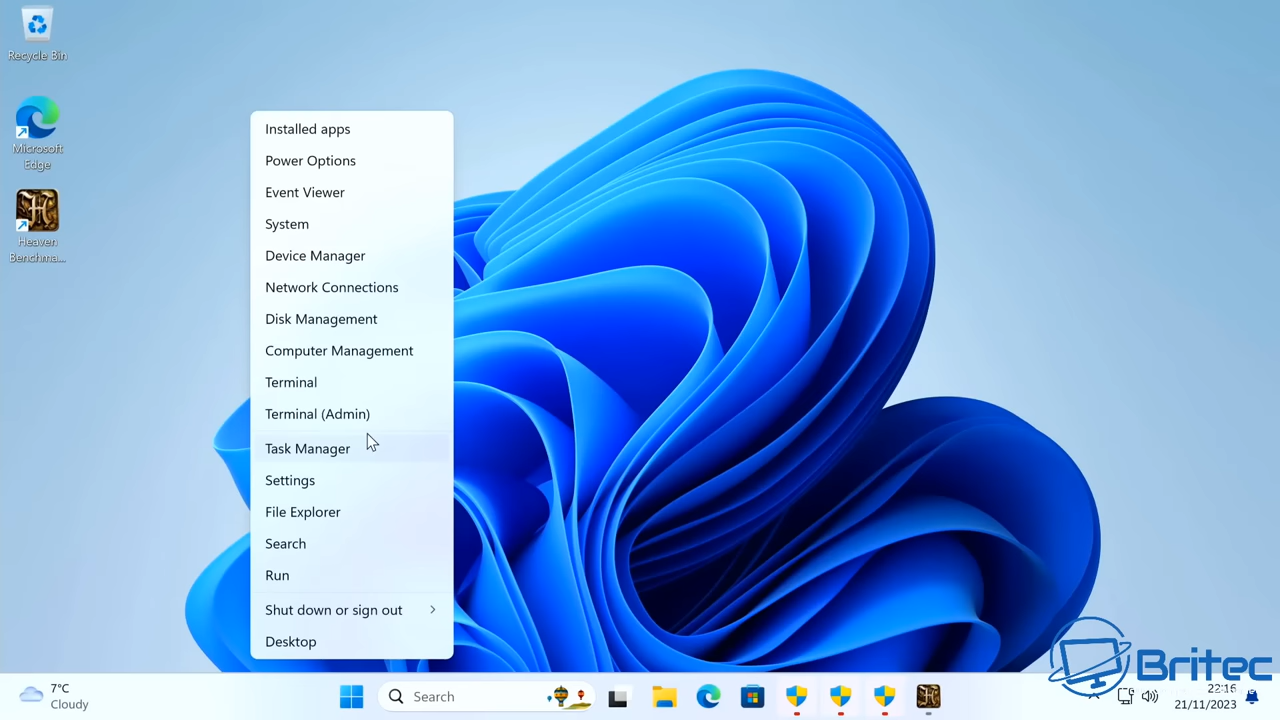 Recycle Bin
Microsoft
Edge
Heaven
Benchma...
Installed apps
Power Options
Event Viewer
System
Device Manager
Network Connections
Disk Management
Computer Management
Terminal
Terminal (Admin)
Task Manager
Settings
File Explorer
Search
Run
Shut down or sign out
Desktop
7°C
Cloudy
Search
Britec
22:16
21/11/2023